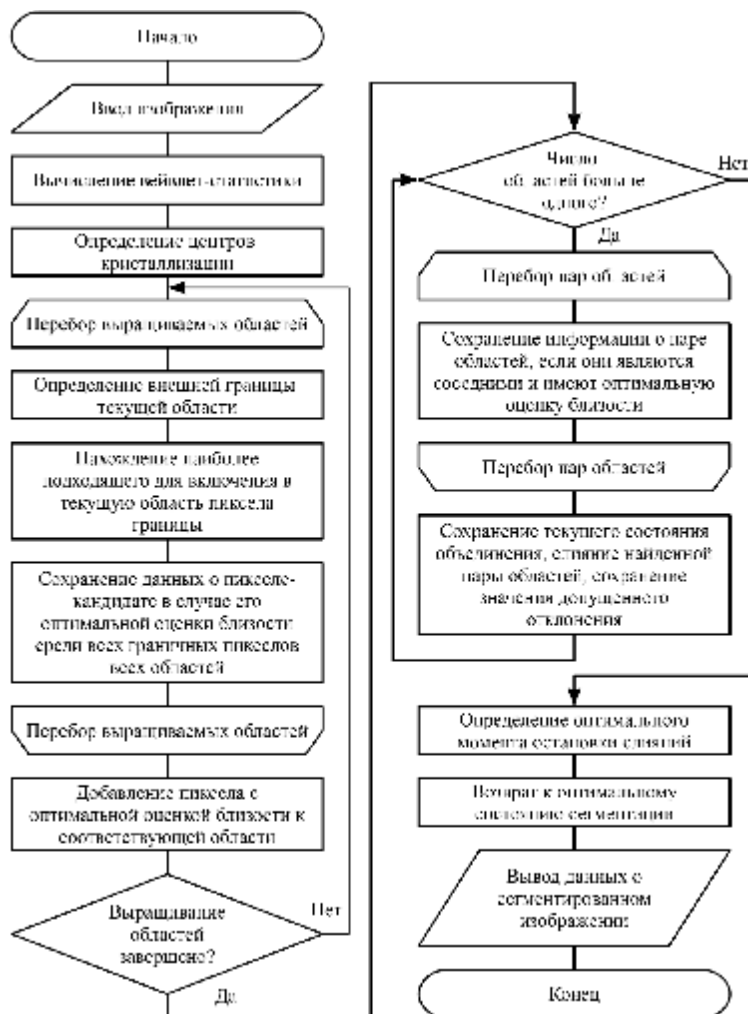 Начало
Ввод изображения
Вычисление вейвлет-статистики
Определение центров
кристаллизации
Перебор выращиваемых областей
Определение внешней границы
текущей области
Нахождение наиболее
подходящего для включения в
текущую область пиксела
границы
Сохранение данных о пикселе-
кандидате в случае его
оптимальной оценки близости
среди всех граничных пикселов
всех областей
Перебор выращиваемых областей
Добавление пиксела с
оптимальной оценкой близости к
соответствующей области
Выращивание
областей
завершено?
Нет
Да
Число
областей больше
одного?
Нет
Да
Перебор пар областей
Сохранение информации о паре
областей, если они являются
соседними и имеют оптимальную
оценку близости
Перебор пар областей
Сохранение текущего состояния
объединения, слияние найденной
пары областей, сохранение
значения допущенного
отклонения
Определение оптимального
момента остановки слияний
Возврат к оптимальному
состоянию сегментации
Вывод данных о
сегментированном
изображении
Конец